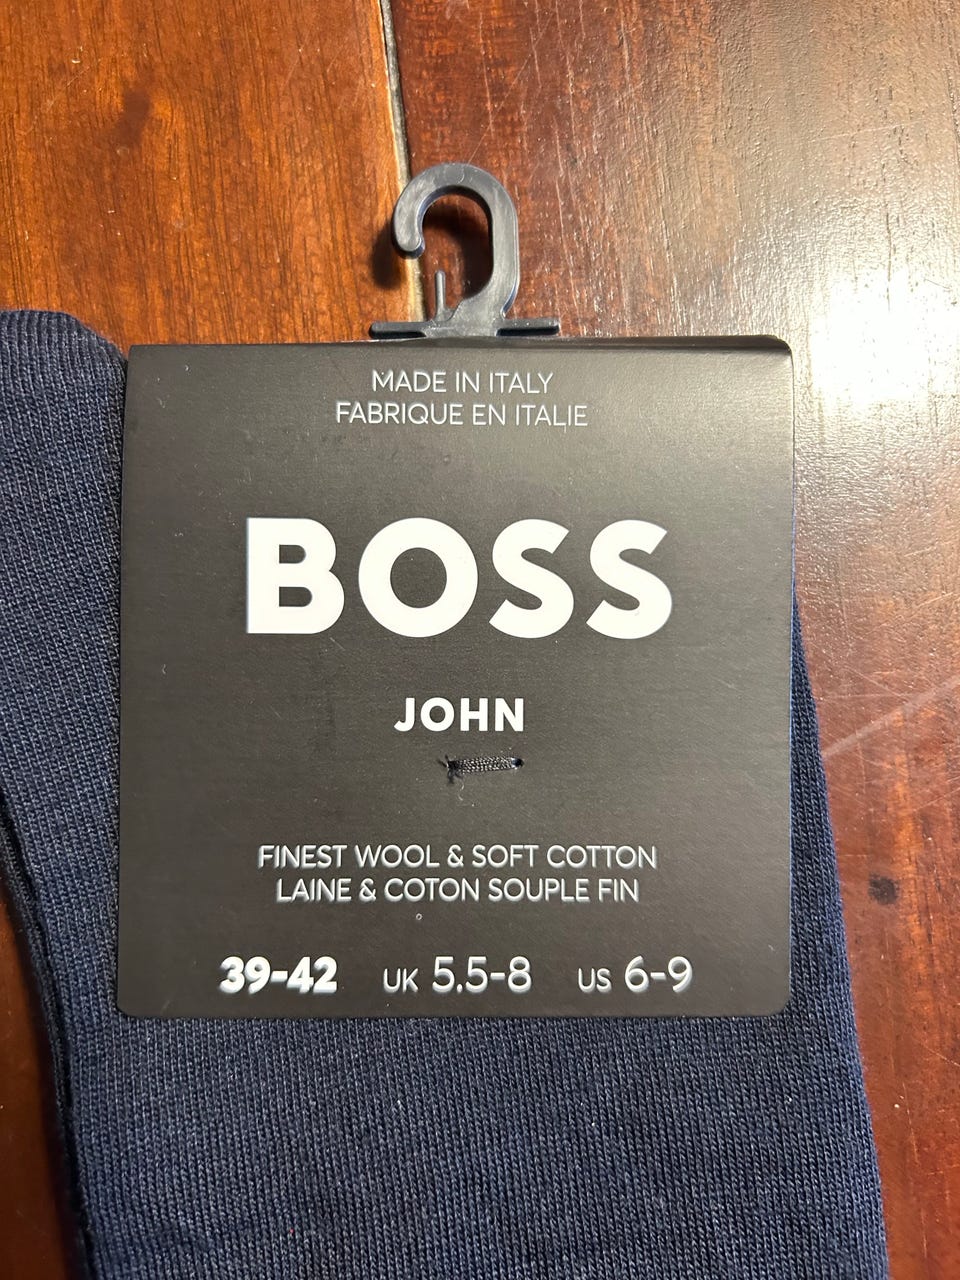 MADE IN ITALY
FABRIQUE EN ITALIE
BOSS
JOHN
FINEST WOOL & SOFT COTTON
LAINE & COTON SOUPLE FIN
39-42 UK 5.5-8 US 6-9